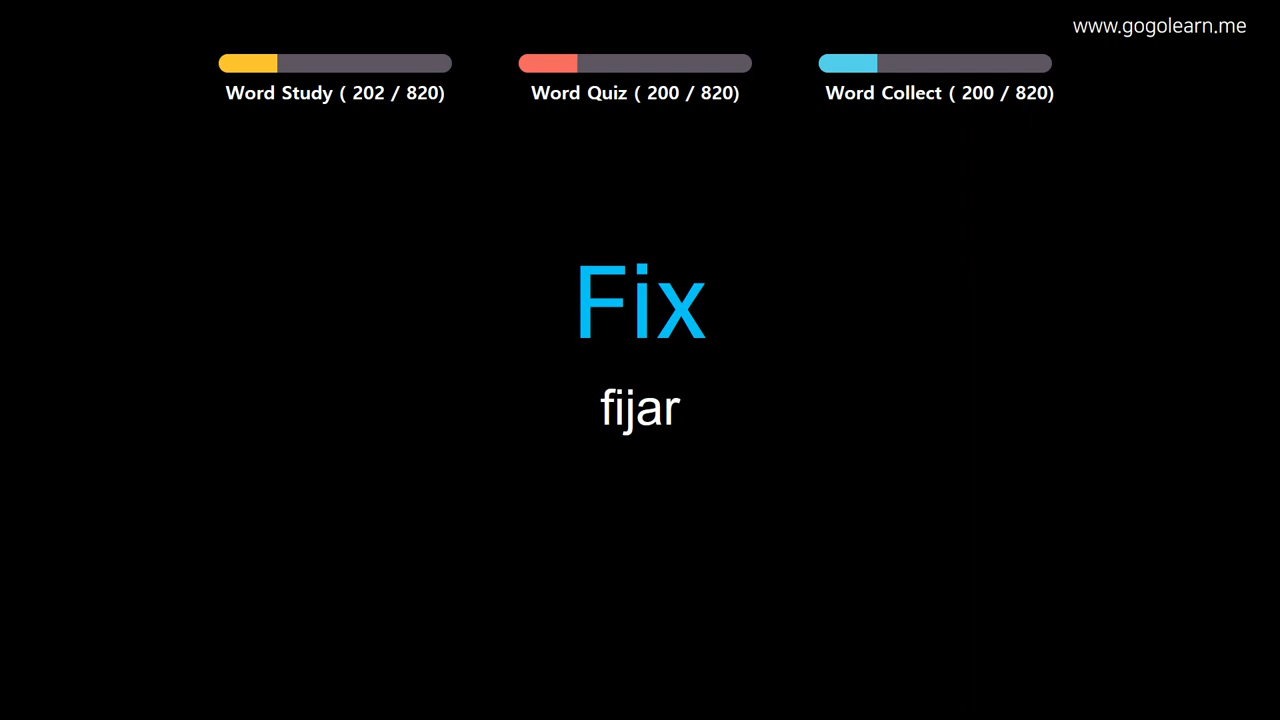 www.gogolearn.me
Word Study ( 202 / 820)
Word Quiz ( 200 / 820)
Word Collect ( 200 / 820)
Fix
fijar